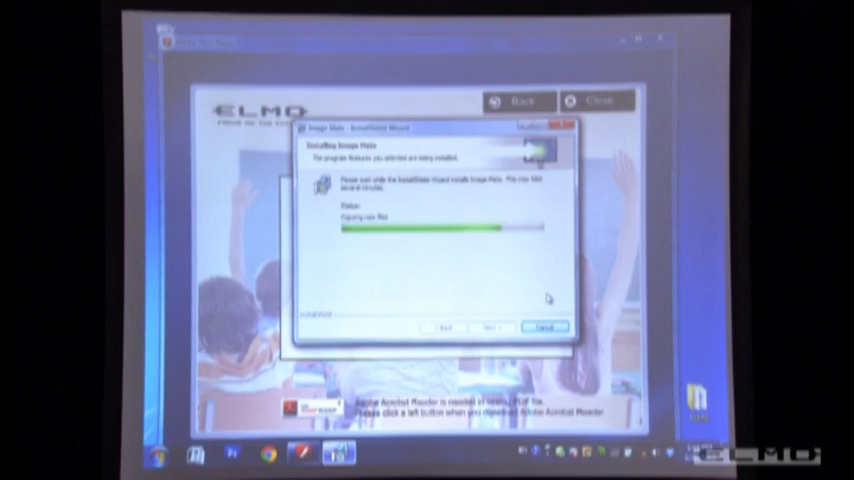 ELMO
FOCUS ON THE FUTURE
Back
Close
Image Mate - InstallShield Wizard
Installing Image Mate
The program features you selected are being installed.
Please wait while the InstallShield Wizard installs Image Mate. This may take
several minutes.
Status:
Copying new files
InstallShield
< Back
Next >
Cancel
Adobe Acrobat Reader is needed at seeing PDF file.
Please click a left button when you download Adobe Acrobat Reader.
ELMO